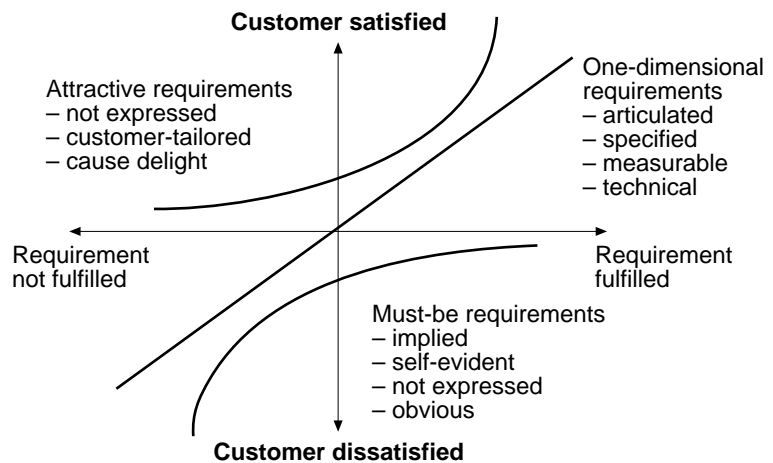 Customer satisfied
Attractive requirements
– not expressed
– customer-tailored
– cause delight
One-dimensional
requirements
– articulated
– specified
– measurable
– technical
Requirement
not fulfilled
Requirement
fulfilled
Must-be requirements
– implied
– self-evident
– not expressed
– obvious
Customer dissatisfied